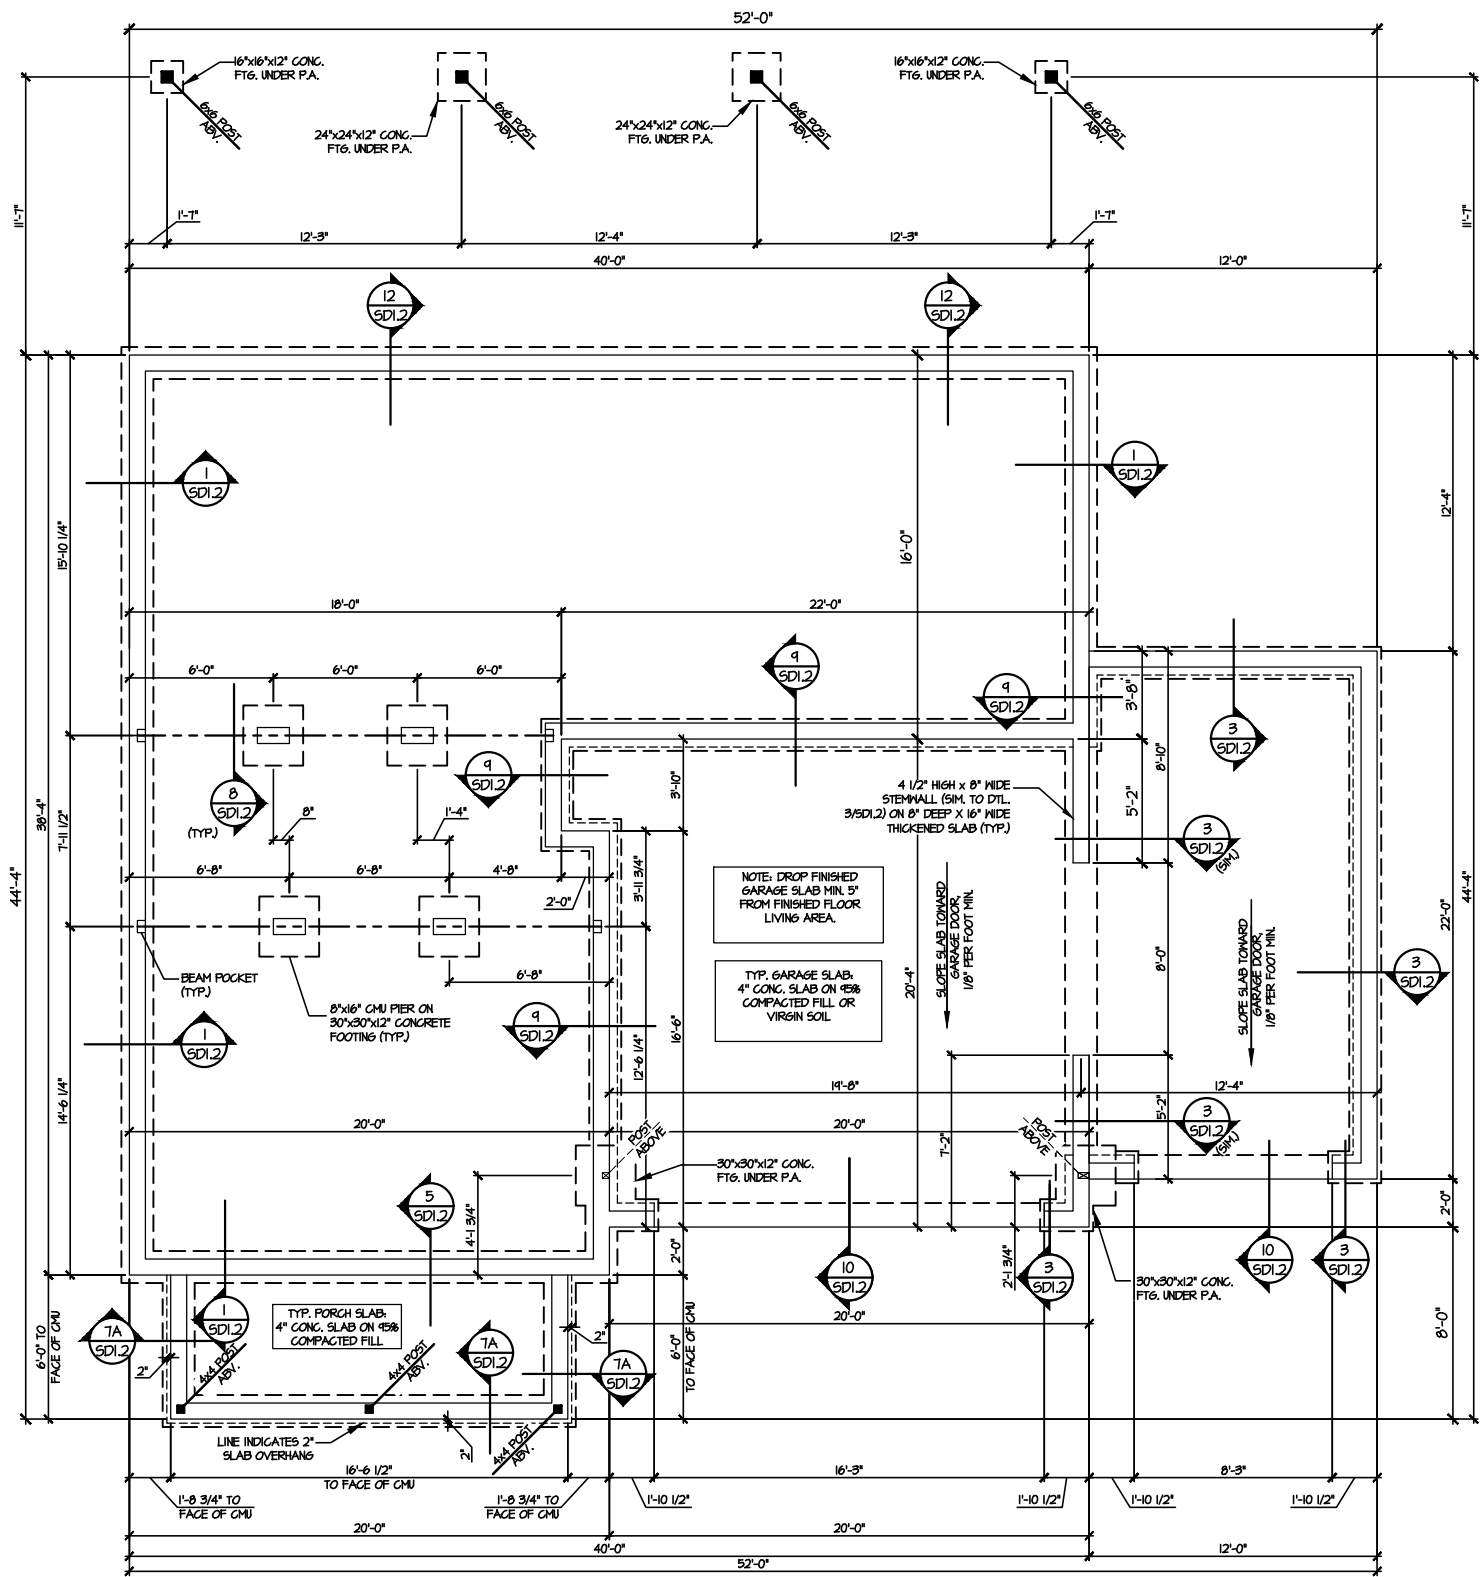 52'-0"
16"x16"x12" CONC.
FTG. UNDER P.A.
6x6 POST
ABV.
24"x24"x12" CONC.
FTG. UNDER P.A.
6x6 POST
ABV.
24"x24"x12" CONC.
FTG. UNDER P.A.
6x6 POST
ABV.
16"x16"x12" CONC.
FTG. UNDER P.A.
6x6 POST
ABV.
11'-7"
11'-7"
1'-7"
12'-3"
12'-4"
12'-3"
1'-7"
40'-0"
12'-0"
12
SD1.2
12
SD1.2
1
SD1.2
1
SD1.2
15'-10 1/4"
16'-0"
12'-4"
18'-0"
22'-0"
6'-0"
6'-0"
6'-0"
9
SD1.2
9
SD1.2
3'-8"
3
SD1.2
8'-10"
9
SD1.2
8
SD1.2
(TYP.)
8"
1'-4"
3'-10"
4 1/2" HIGH x 8" WIDE
STEMWALL (SIM. TO DTL.
3/SD1.2) ON 8" DEEP X 16" WIDE
THICKENED SLAB (TYP.)
5'-2"
3
SD1.2
(SIM.)
38'-4"
7'-11 1/2"
44'-4"
6'-8"
6'-8"
4'-8"
2'-0"
3'-11 3/4"
NOTE: DROP FINISHED
GARAGE SLAB MIN. 5"
FROM FINISHED FLOOR
LIVING AREA.
SLOPE SLAB TOWARD
GARAGE DOOR,
1/8" PER FOOT MIN.
SLOPE SLAB TOWARD
GARAGE DOOR,
1/8" PER FOOT MIN.
8'-0"
22'-0"
44'-4"
3
SD1.2
BEAM POCKET
(TYP.)
6'-8"
TYP. GARAGE SLAB:
4" CONC. SLAB ON 95%
COMPACTED FILL OR
VIRGIN SOIL
20'-4"
8"x16" CMU PIER ON
30"x30"x12" CONCRETE
FOOTING (TYP.)
1
SD1.2
9
SD1.2
12'-6 1/4"
16'-6"
14'-6 1/4"
19'-8"
12'-4"
5'-2"
3
SD1.2
(SIM.)
20'-0"
20'-0"
7'-2"
POST
ABOVE
POST
ABOVE
30"x30"x12" CONC.
FTG. UNDER P.A.
5
SD1.2
4'-1 3/4"
2'-0"
2'-1 3/4"
2'-0"
10
SD1.2
3
SD1.2
10
SD1.2
3
SD1.2
30"x30"x12" CONC.
FTG. UNDER P.A.
TYP. PORCH SLAB:
4" CONC. SLAB ON 95%
COMPACTED FILL
1
SD1.2
7A
SD1.2
7A
SD1.2
7A
SD1.2
6'-0" TO
FACE OF CMU
2"
2"
2"
4x4 POST
ABV.
4x4 POST
ABV.
4x4 POST
ABV.
20'-0"
6'-0"
TO FACE OF CMU
8'-0"
LINE INDICATES 2"
SLAB OVERHANG
16'-6 1/2"
TO FACE OF CMU
16'-3"
8'-3"
1'-8 3/4" TO
FACE OF CMU
1'-8 3/4" TO
FACE OF CMU
1'-10 1/2"
1'-10 1/2"
1'-10 1/2"
1'-10 1/2"
20'-0"
20'-0"
40'-0"
12'-0"
52'-0"